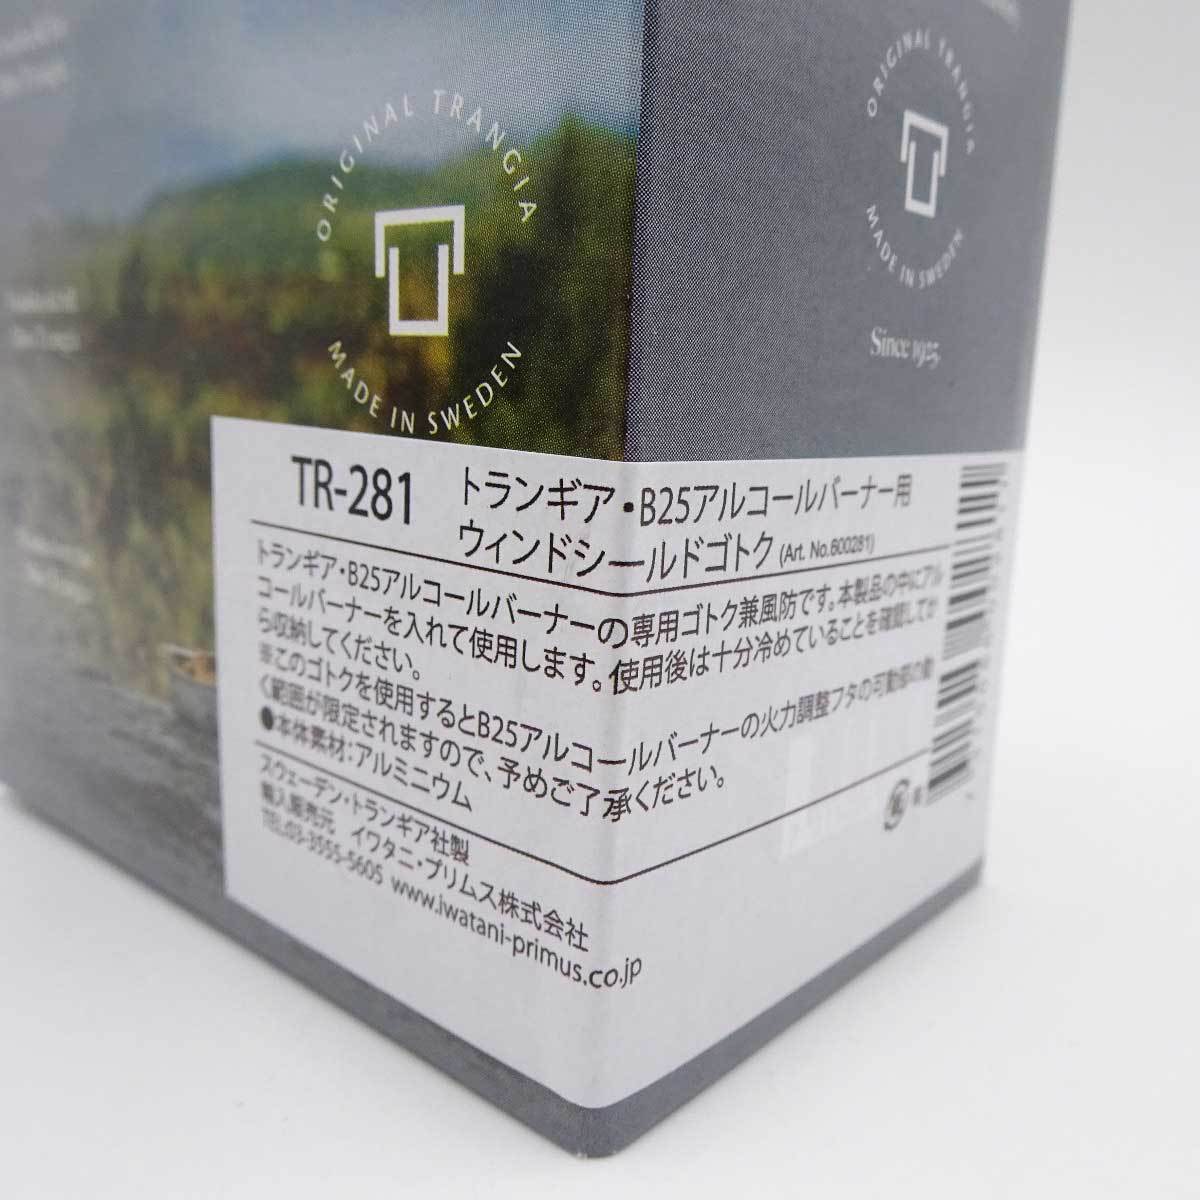 ORIGINAL TRANGIA
MADE IN SWEDEN
ORIGINAL TRANGIA
MADE IN SWEDEN
Since 1925
TR-281 トランギア・B25アルコールバーナー用
ウィンドシールドゴトク (Art. No.600281)
トランギア・B25アルコールバーナーの専用ゴトク兼風防です。本製品の中にアル
コールバーナーを入れて使用します。使用後は十分冷めていることを確認してか
ら収納してください。
※このゴトクを使用するとB25アルコールバーナーの火力調整フタの可動部の動
く範囲が限定されますので、予めご了承ください。
●本体素材：アルミニウム
スウェーデン・トランギア社製
輸入販売元 イワタニ・プリムス株式会社
TEL.03-3555-5605 www.iwatani-primus.co.jp